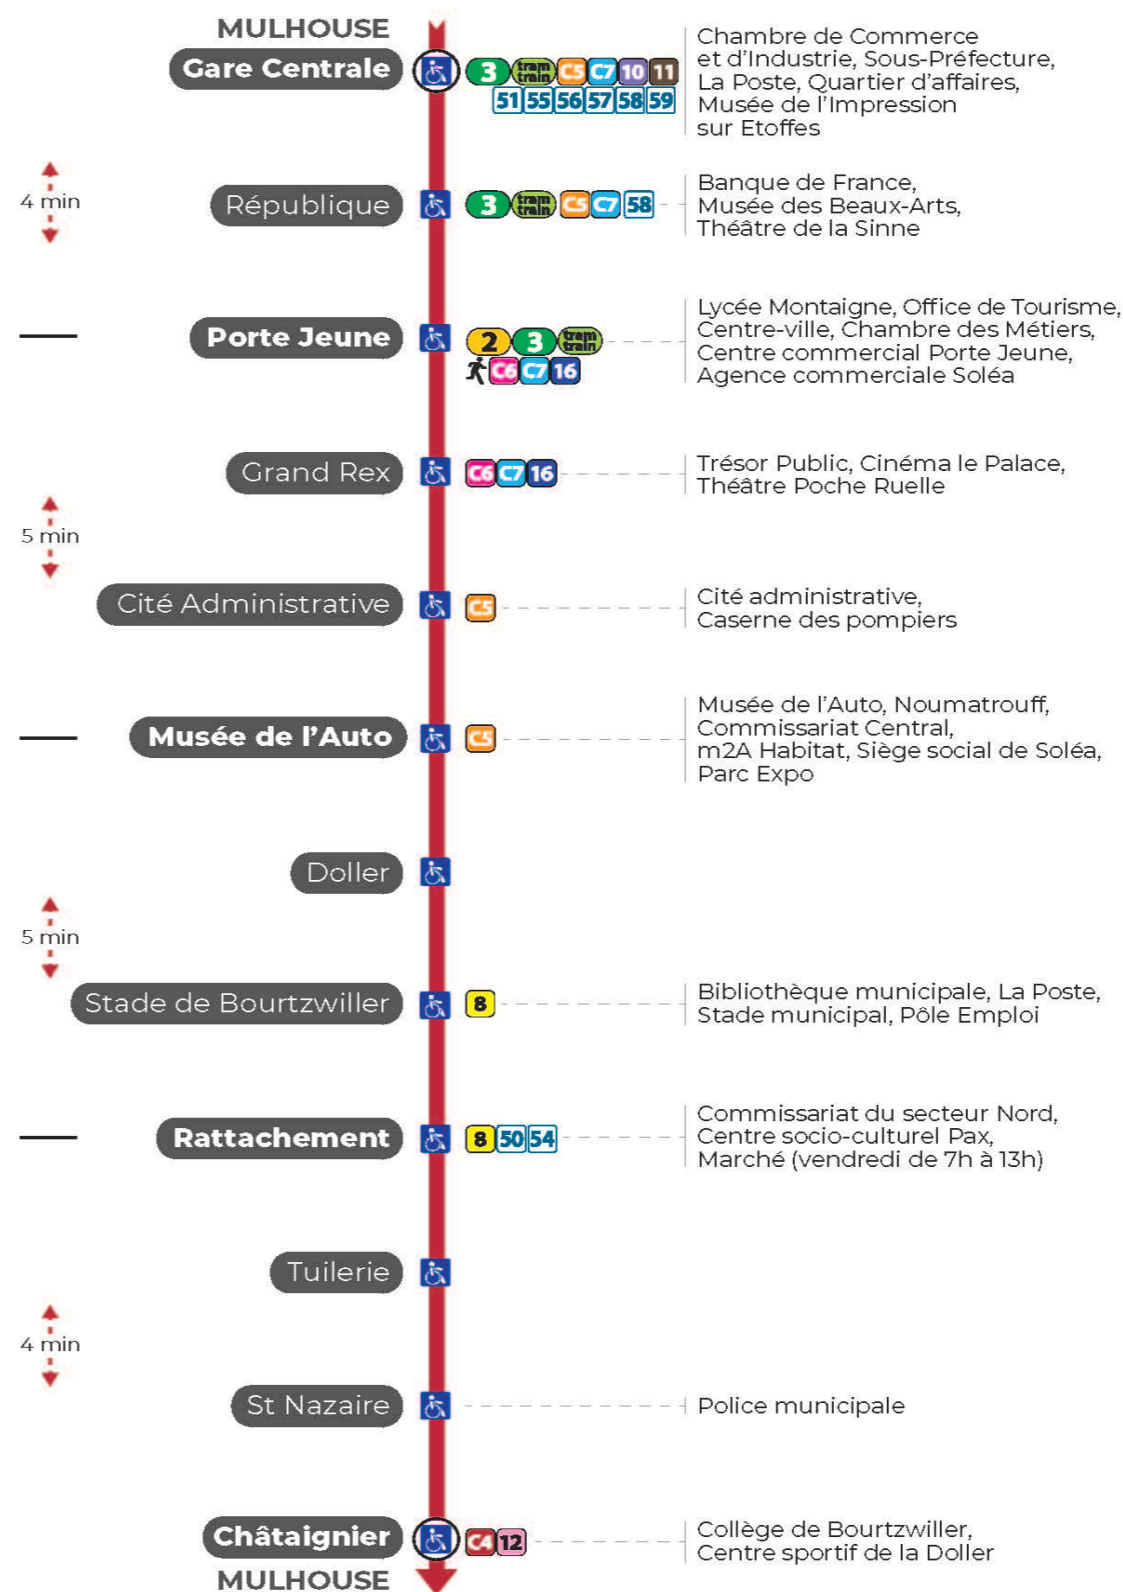 MULHOUSE
Gare Centrale
3 tram train C5 C7 10 11
51 55 56 57 58 59
Chambre de Commerce
et d'Industrie, Sous-Préfecture,
La Poste, Quartier d'affaires,
Musée de l'Impression
sur Etoffes
4 min
République
3 tram train C5 C7 58
Banque de France,
Musée des Beaux-Arts,
Théâtre de la Sinne
Porte Jeune
2 3 tram train
C6 C7 16
Lycée Montaigne, Office de Tourisme,
Centre-ville, Chambre des Métiers,
Centre commercial Porte Jeune,
Agence commerciale Soléa
Grand Rex
C6 C7 16
Trésor Public, Cinéma le Palace,
Théâtre Poche Ruelle
5 min
Cité Administrative
C5
Cité administrative,
Caserne des pompiers
Musée de l'Auto
C5
Musée de l'Auto, Noumatrouff,
Commissariat Central,
m2A Habitat, Siège social de Soléa,
Parc Expo
Doller
5 min
Stade de Bourtzwiller
8
Bibliothèque municipale, La Poste,
Stade municipal, Pôle Emploi
Rattachement
8 50 54
Commissariat du secteur Nord,
Centre socio-culturel Pax,
Marché (vendredi de 7h à 13h)
Tuilerie
4 min
St Nazaire
Police municipale
Châtaignier
C4 12
Collège de Bourtzwiller,
Centre sportif de la Doller
MULHOUSE